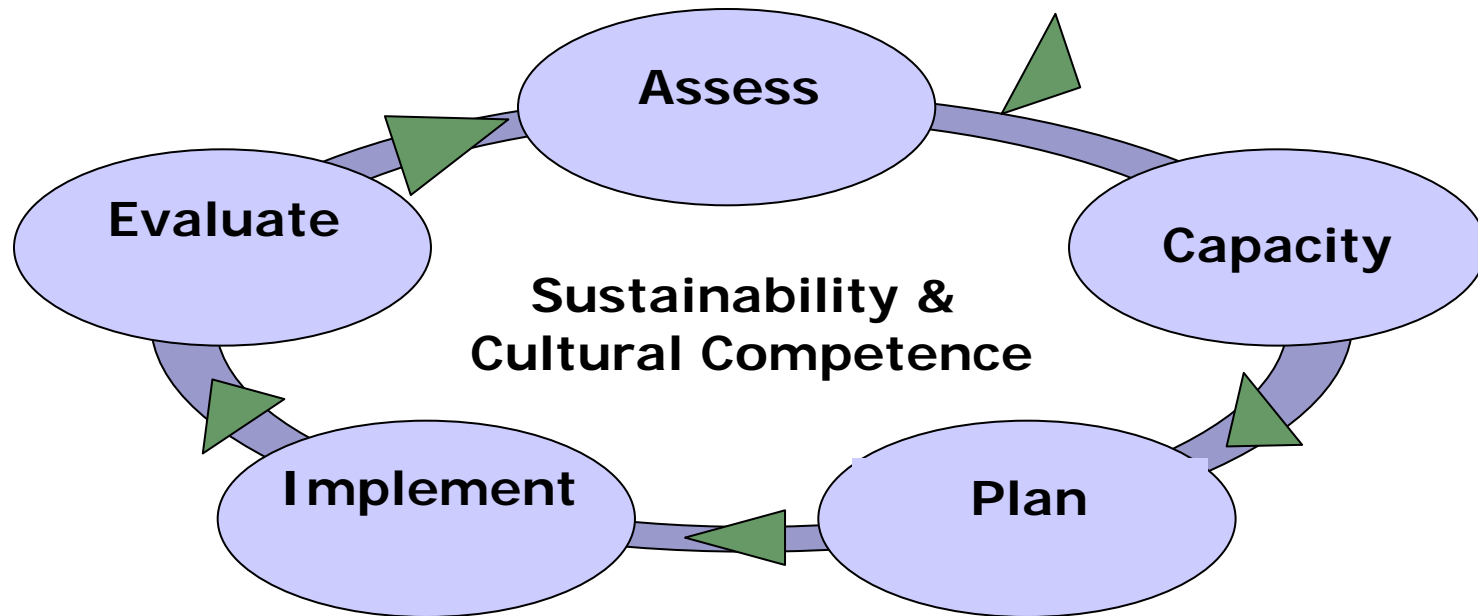 Assess
Evaluate
Capacity
Sustainability &
Cultural Competence
Implement
Plan